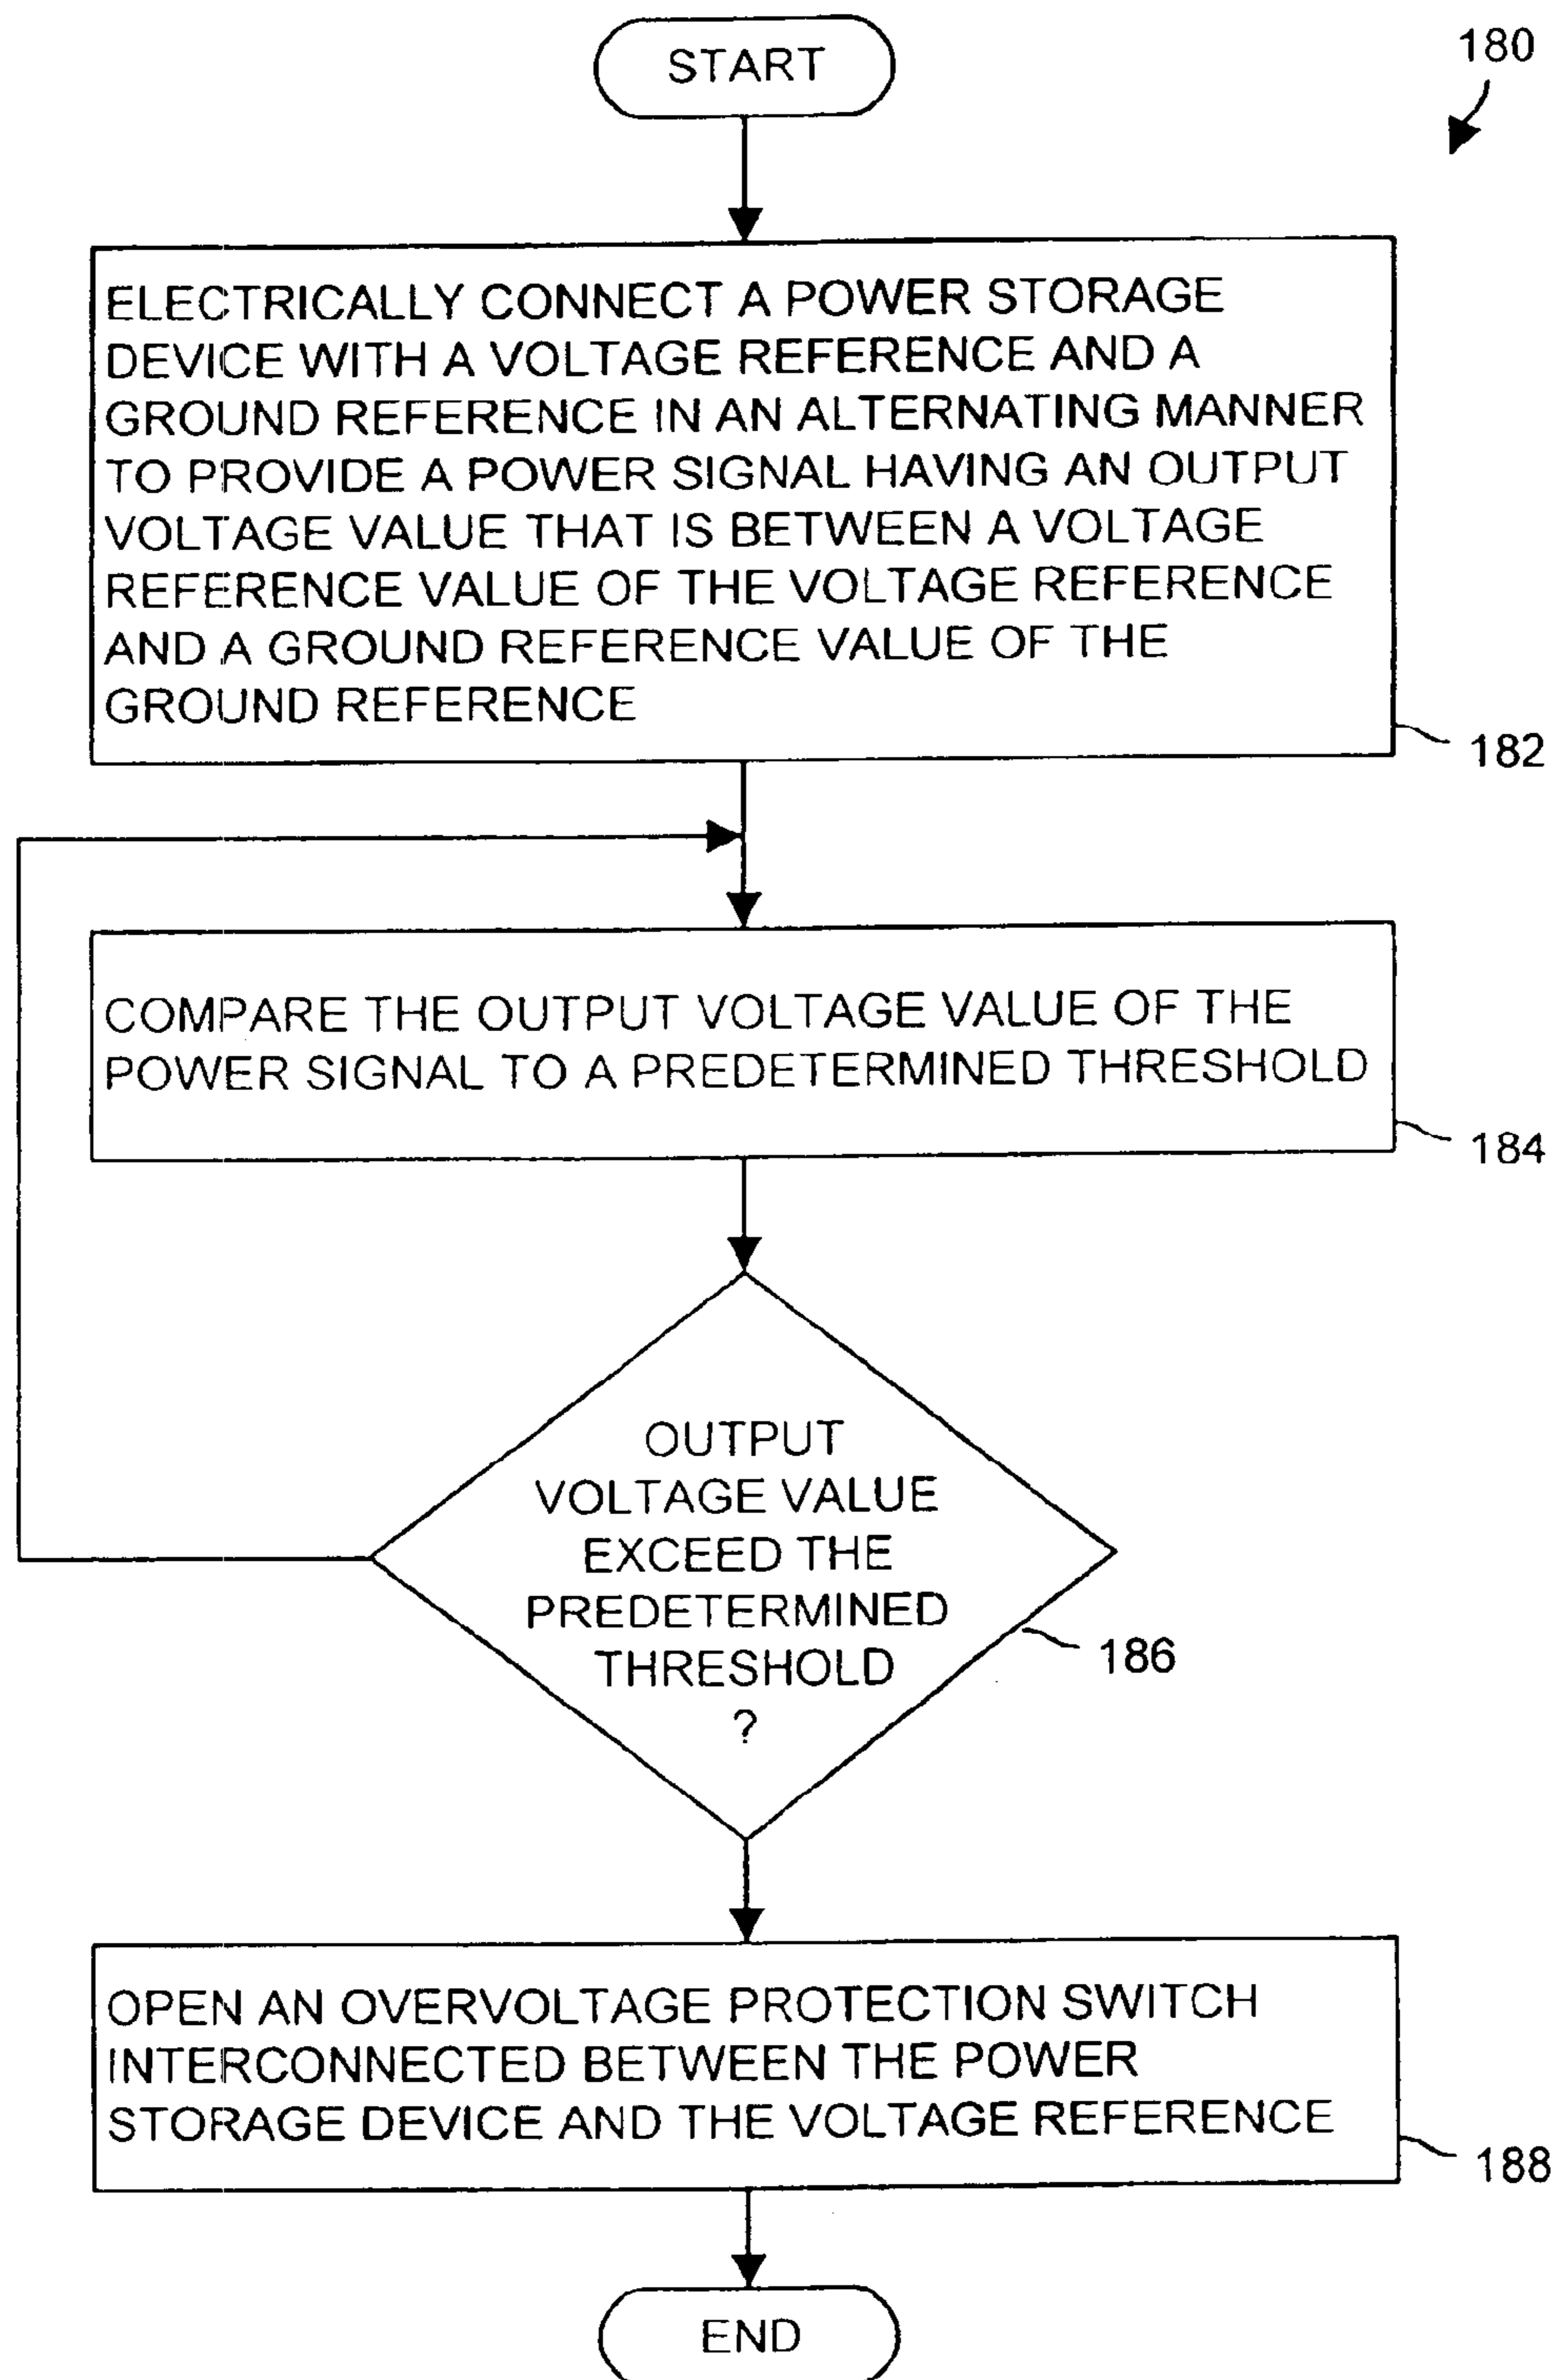 START
180
ELECTRICALLY CONNECT A POWER STORAGE
DEVICE WITH A VOLTAGE REFERENCE AND A
GROUND REFERENCE IN AN ALTERNATING MANNER
TO PROVIDE A POWER SIGNAL HAVING AN OUTPUT
VOLTAGE VALUE THAT IS BETWEEN A VOLTAGE
REFERENCE VALUE OF THE VOLTAGE REFERENCE
AND A GROUND REFERENCE VALUE OF THE
GROUND REFERENCE
182
COMPARE THE OUTPUT VOLTAGE VALUE OF THE
POWER SIGNAL TO A PREDETERMINED THRESHOLD
184
OUTPUT
VOLTAGE VALUE
EXCEED THE
PREDETERMINED
THRESHOLD
?
186
OPEN AN OVERVOLTAGE PROTECTION SWITCH
INTERCONNECTED BETWEEN THE POWER
STORAGE DEVICE AND THE VOLTAGE REFERENCE
188
END